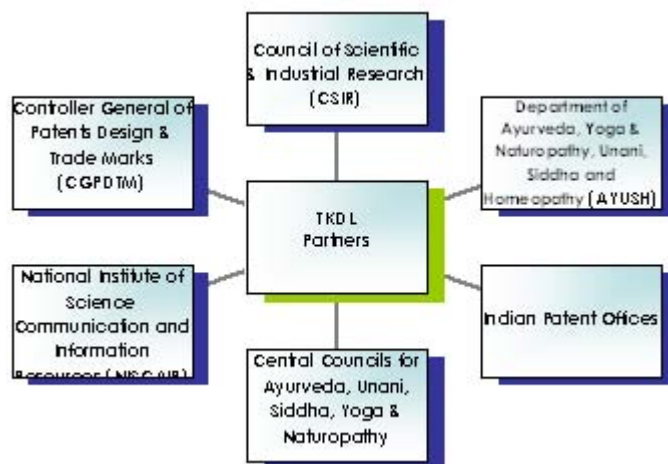 Council of Scientific
& Industrial Research
(CSIR)
Controller General of
Patents Design &
Trade Marks
(CGPDTM)
Department of
Ayurveda, Yoga &
Naturopathy, Unani,
Siddha and
Homeopathy (AYUSH)
TKDL
Partners
National Institute of
Science
Communication and
Information
Resources (NISCAIR)
Indian Patent Offices
Central Councils for
Ayurveda, Unani,
Siddha, Yoga &
Naturopathy